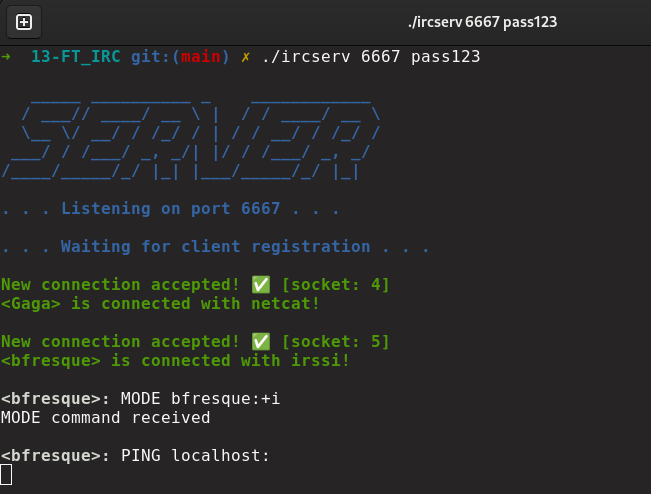 ./ircserv 6667 pass123
➜  13-FT_IRC git:(main) ✗ ./ircserv 6667 pass123
SERVER
. . . Listening on port 6667 . . .
. . . Waiting for client registration . . .
New connection accepted! ✅ [socket: 4]
<Gaga> is connected with netcat!
New connection accepted! ✅ [socket: 5]
<bfresque> is connected with irssi!
<bfresque>: MODE bfresque:+i
MODE command received
<bfresque>: PING localhost: